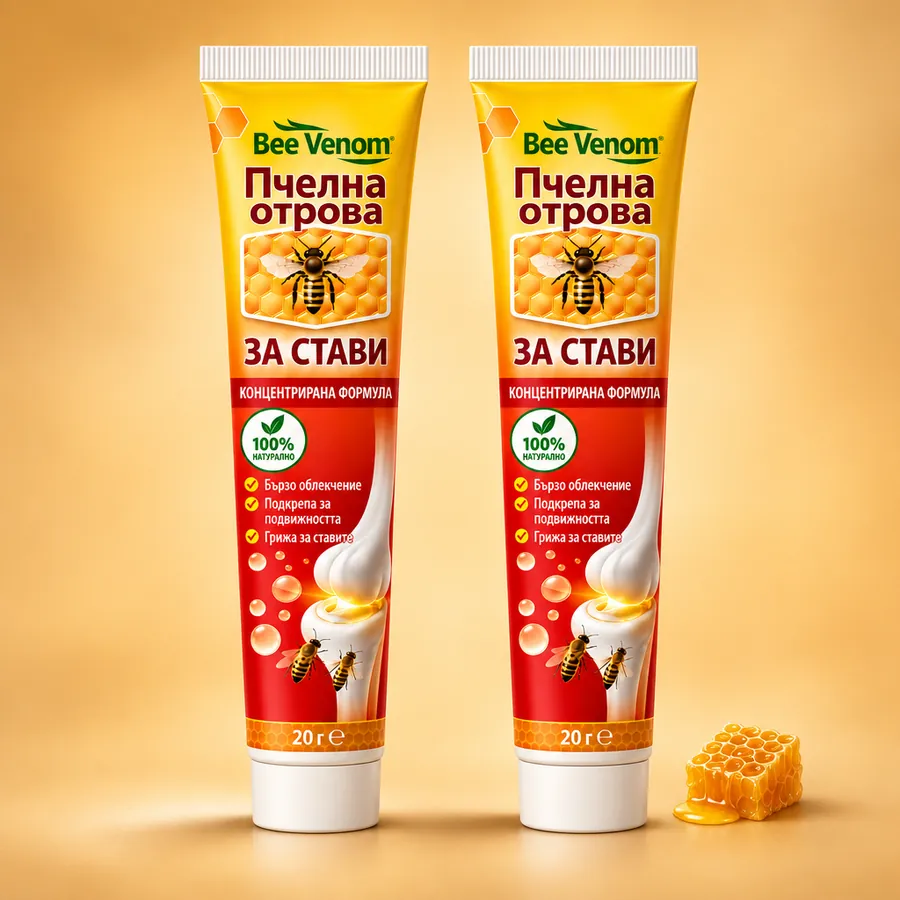 Bee Venom®
Пчелна
отрова
ЗА СТАВИ
КОНЦЕНТРИРАНА ФОРМУЛА
100%
НАТУРАЛНО
Бързо облекчение
Подкрепа за
подвижността
Грижа за ставите
20 г ℮
Bee Venom®
Пчелна
отрова
ЗА СТАВИ
КОНЦЕНТРИРАНА ФОРМУЛА
100%
НАТУРАЛНО
Бързо облекчение
Подкрепа за
подвижността
Грижа за ставите
20 г ℮